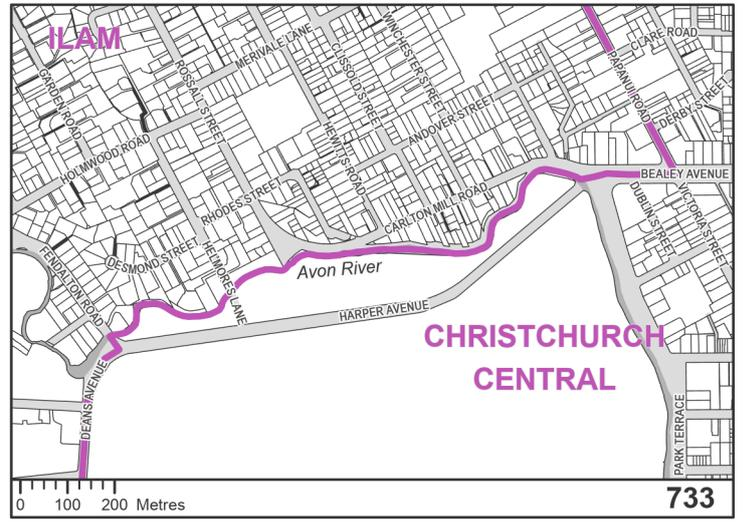 ILAM
MERIVALE LANE
WINCHESTER STREET
CLARE ROAD
PAPANUI ROAD
CLISSOLD STREET
ROSSALL STREET
GARDEN ROAD
DERBY STREET
ANDOVER STREET
HEWITTS ROAD
HOLMWOOD ROAD
BEALEY AVENUE
RHODES STREET
CARLTON MILL ROAD
DUBLIN STREET
VICTORIA STREET
DESMOND STREET
HELMORES LANE
FENDALTON ROAD
Avon River
HARPER AVENUE
CHRISTCHURCH
CENTRAL
DEANS AVENUE
PARK TERRACE
0 100 200 Metres
733